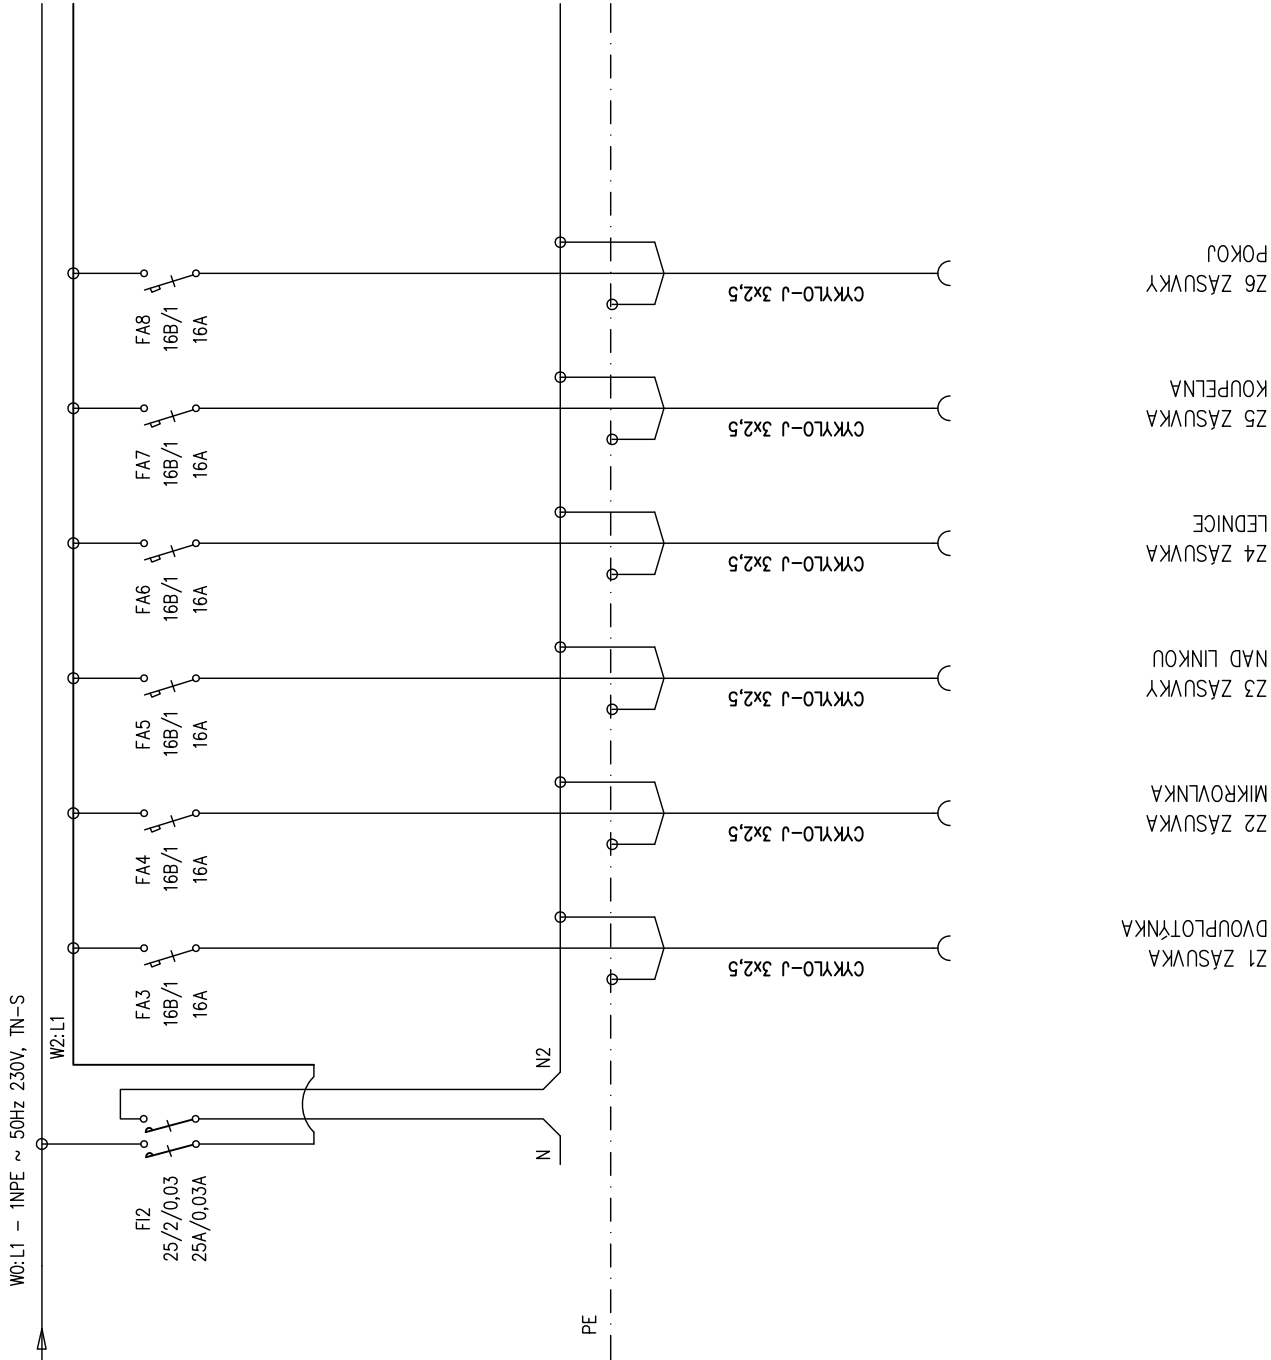 W0:L1 – 1NPE ~ 50Hz 230V, TN–S
W2:L1
FI2
25/2/0,03
25A/0,03A
N
N2
PE
FA3
16B/1
16A
CYKYLO–J 3x2,5
Z1 ZÁSUVKA
DVOUPLOTÝNKA
FA4
16B/1
16A
CYKYLO–J 3x2,5
Z2 ZÁSUVKA
MIKROVLNKA
FA5
16B/1
16A
CYKYLO–J 3x2,5
Z3 ZÁSUVKY
NAD LINKOU
FA6
16B/1
16A
CYKYLO–J 3x2,5
Z4 ZÁSUVKA
LEDNICE
FA7
16B/1
16A
CYKYLO–J 3x2,5
Z5 ZÁSUVKA
KOUPELNA
FA8
16B/1
16A
CYKYLO–J 3x2,5
Z6 ZÁSUVKY
POKOJ